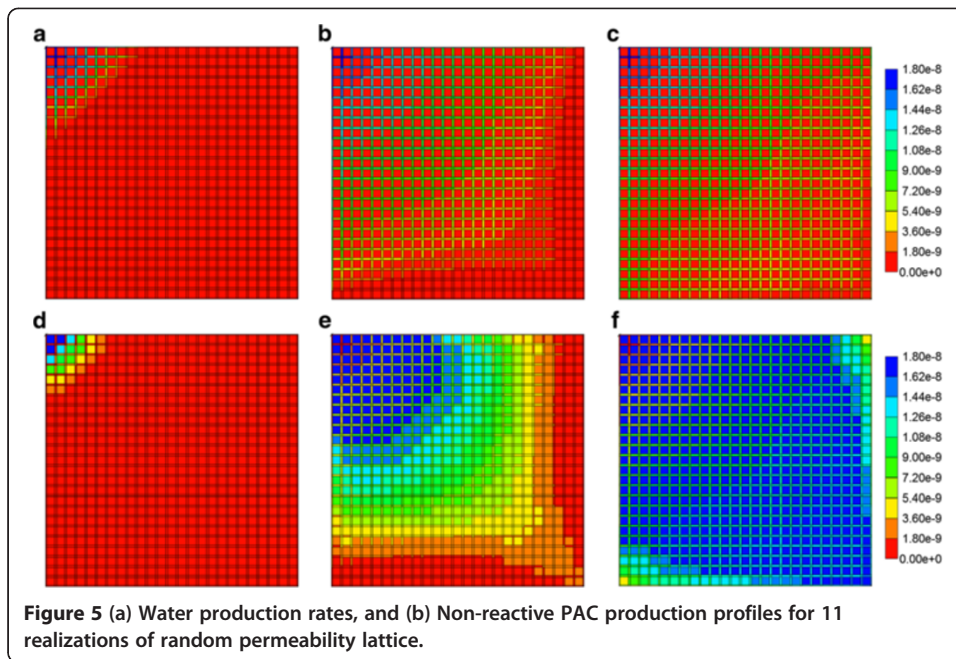 a
b
c
1.80e-8
1.62e-8
1.44e-8
1.26e-8
1.08e-8
9.00e-9
7.20e-9
5.40e-9
3.60e-9
1.80e-9
0.00e+0
d
e
f
1.80e-8
1.62e-8
1.44e-8
1.26e-8
1.08e-8
9.00e-9
7.20e-9
5.40e-9
3.60e-9
1.80e-9
0.00e+0
Figure 5 (a) Water production rates, and (b) Non-reactive PAC production profiles for 11
realizations of random permeability lattice.